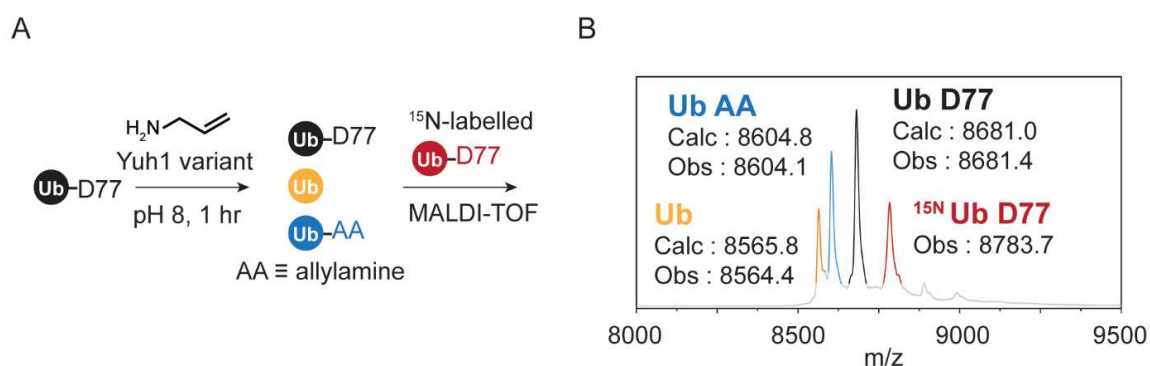 A
H₂N
Yuh1 variant
Ub-D77
pH 8, 1 hr
Ub-D77
Ub
Ub-AA
AA ≡ allylamine
¹⁵N-labelled
Ub-D77
MALDI-TOF
B
Ub AA
Calc : 8604.8
Obs : 8604.1
Ub D77
Calc : 8681.0
Obs : 8681.4
Ub
Calc : 8565.8
Obs : 8564.4
¹⁵N Ub D77
Obs : 8783.7
8000 8500 9000 9500
m/z